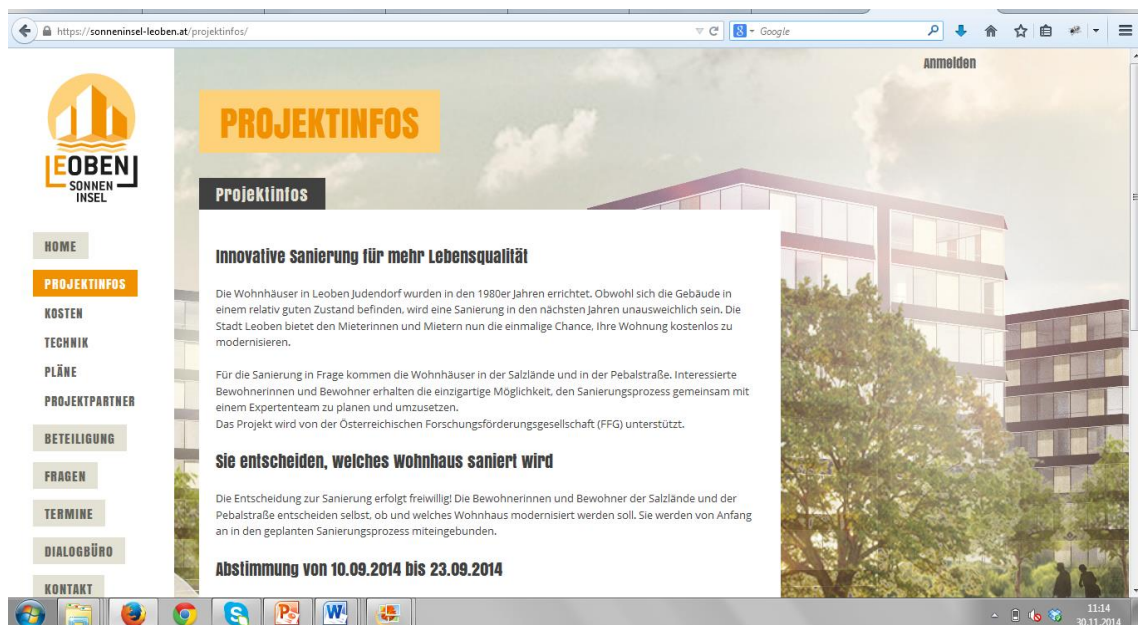 https://sonneninsel-leoben.at/projektinfos/
8 Google
Anmelden
LEOBEN
SONNEN
INSEL
PROJEKTINFOS
Projektinfos
HOME
PROJEKTINFOS
KOSTEN
TECHNIK
PLÄNE
PROJEKTPARTNER
BETEILIGUNG
FRAGEN
TERMINE
DIALOGBÜRO
KONTAKT
Innovative Sanierung für mehr Lebensqualität
Die Wohnhäuser in Leoben Judendorf wurden in den 1980er Jahren errichtet. Obwohl sich die Gebäude in
einem relativ guten Zustand befinden, wird eine Sanierung in den nächsten Jahren unausweichlich sein. Die
Stadt Leoben bietet den Mieterinnen und Mietern nun die einmalige Chance, Ihre Wohnung kostenlos zu
modernisieren.
Für die Sanierung in Frage kommen die Wohnhäuser in der Salzlände und in der Pebalstraße. Interessierte
Bewohnerinnen und Bewohner erhalten die einzigartige Möglichkeit, den Sanierungsprozess gemeinsam mit
einem Expertenteam zu planen und umzusetzen.
Das Projekt wird von der Österreichischen Forschungsförderungsgesellschaft (FFG) unterstützt.
Sie entscheiden, welches Wohnhaus saniert wird
Die Entscheidung zur Sanierung erfolgt freiwillig! Die Bewohnerinnen und Bewohner der Salzlände und der
Pebalstraße entscheiden selbst, ob und welches Wohnhaus modernisiert werden soll. Sie werden von Anfang
an in den geplanten Sanierungsprozess miteingebunden.
Abstimmung von 10.09.2014 bis 23.09.2014
11:14
30.11.2014